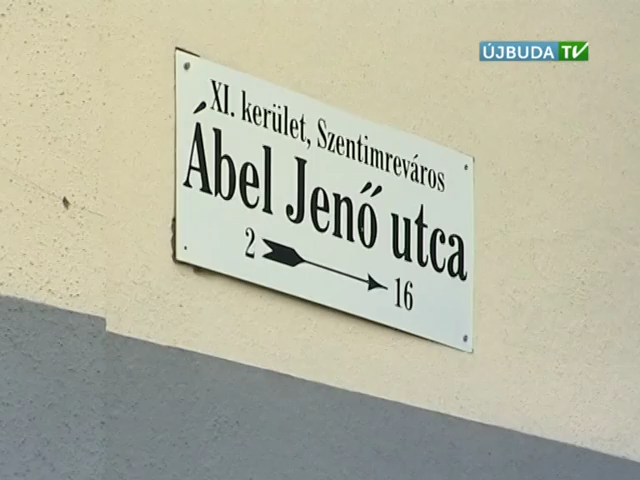 ÚJBUDA TV
XI. kerület, Szentimreváros
Ábel Jenő utca
2 16